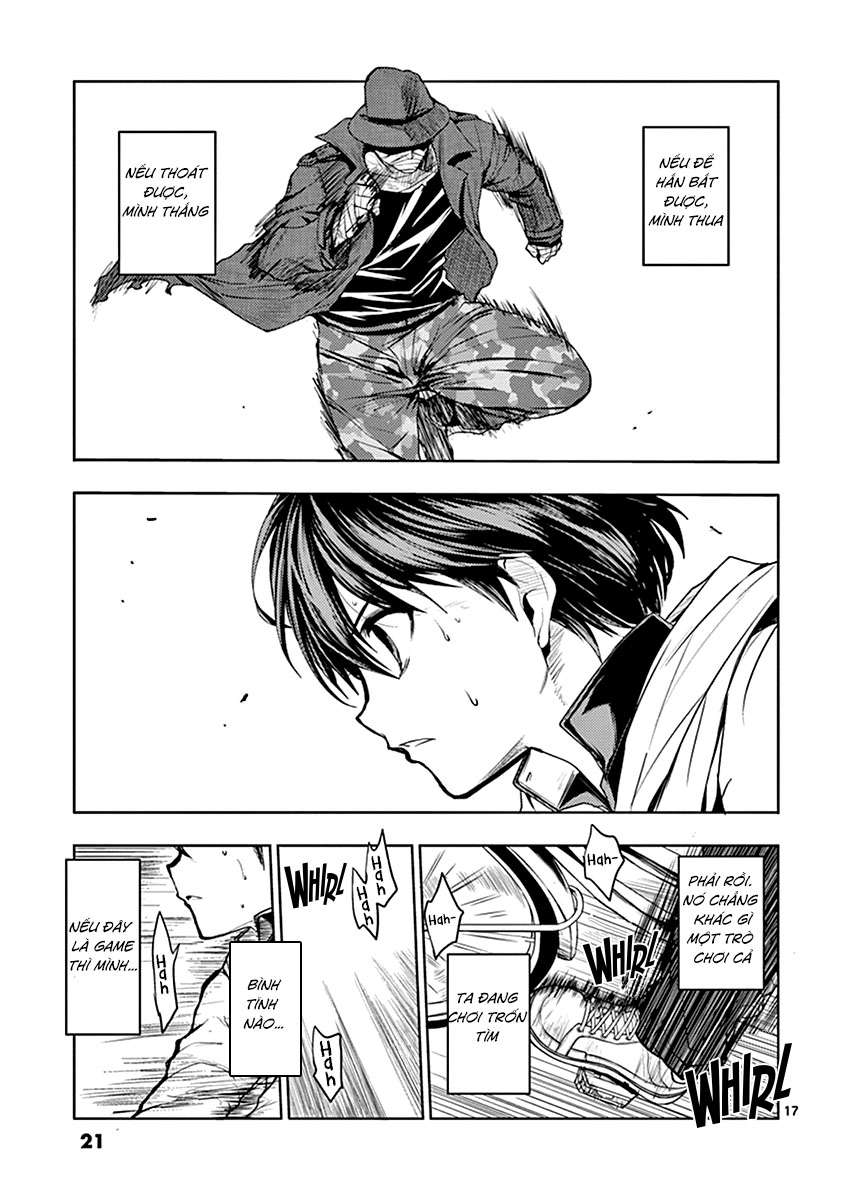 NẾU ĐỂ
HẮN BẮT
ĐƯỢC,
MÌNH THUA
NẾU THOÁT
ĐƯỢC,
MÌNH THẮNG
PHẢI RỒI.
NÓ CHẲNG
KHÁC GÌ
MỘT TRÒ
CHƠI CẢ
Hah-
Hah-
WHIRL
WHIRL
TA ĐANG
CHƠI TRỐN
TÌM
Hah
Hah
WHIRL
Hah
BÌNH
TĨNH
NÀO...
NẾU ĐÂY
LÀ GAME
THÌ MÌNH...
Hah
17
21